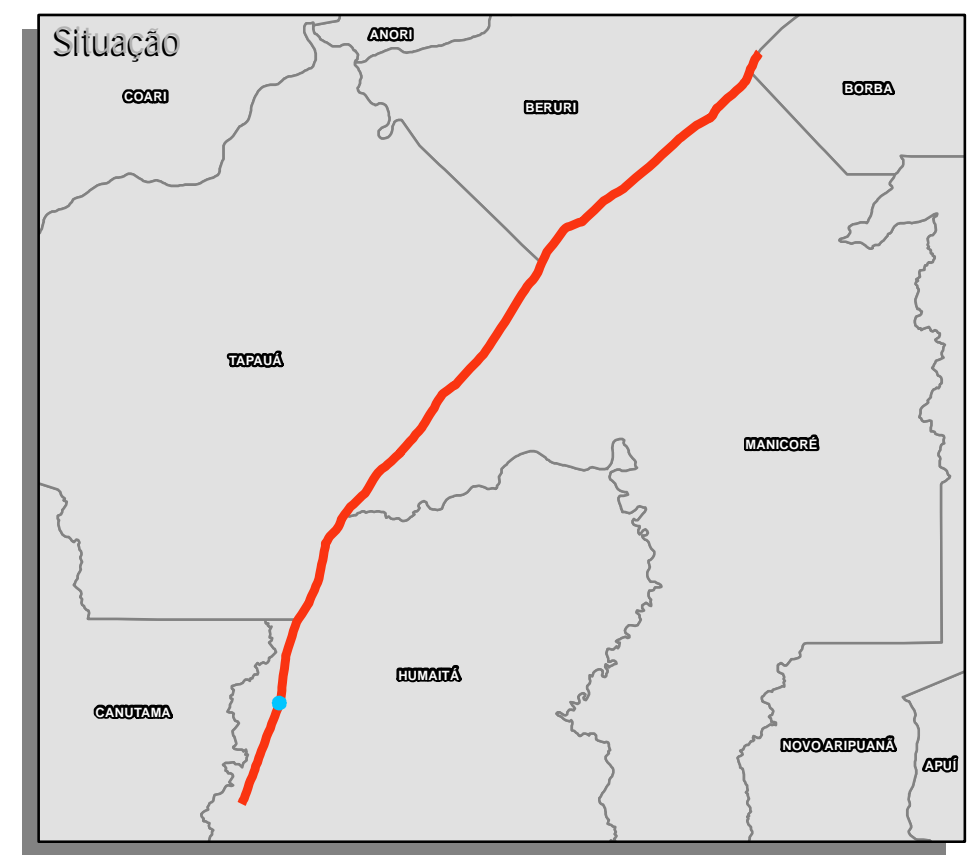 Situação
ANORI
COARI
BORBA
BERURI
TAPAUÁ
MANICORÉ
HUMAITÁ
CANUTAMA
NOVO ARIPUANÃ
APUÍ